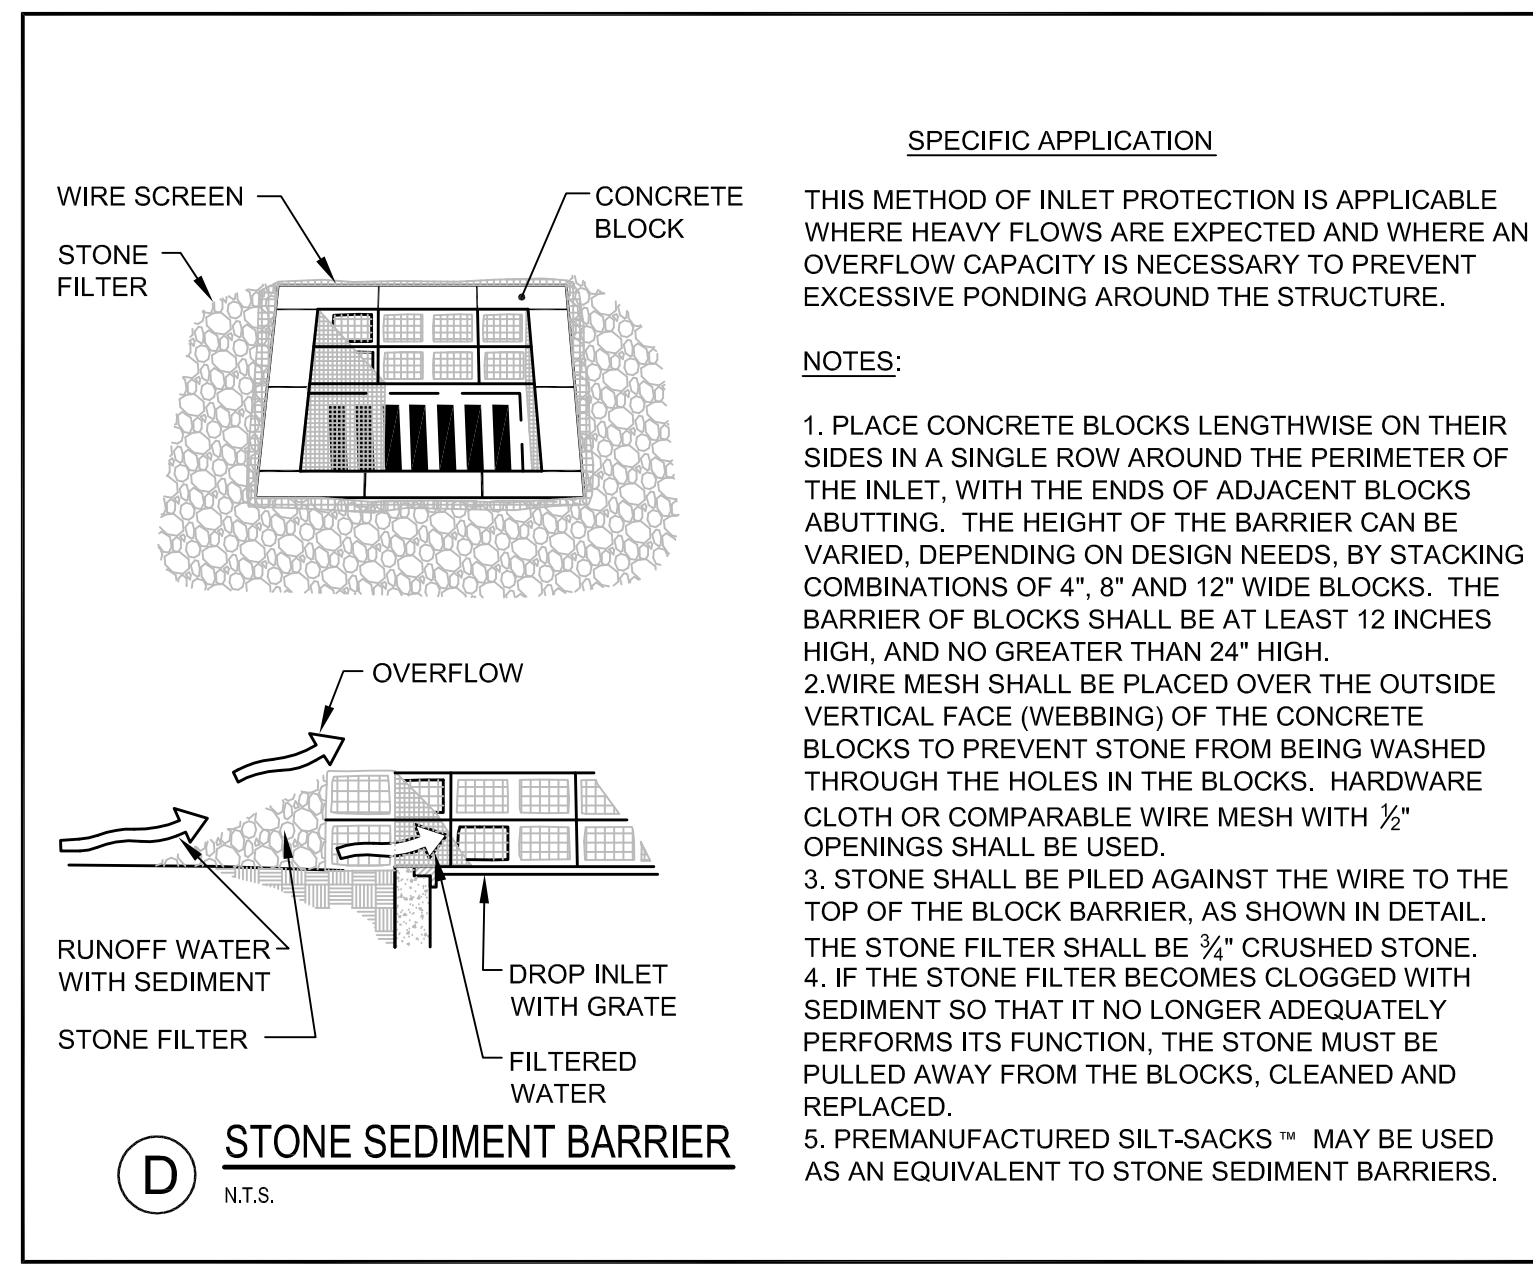 WIRE SCREEN
STONE
FILTER
CONCRETE
BLOCK
OVERFLOW
RUNOFF WATER
WITH SEDIMENT
STONE FILTER
DROP INLET
WITH GRATE
FILTERED
WATER
D
STONE SEDIMENT BARRIER
N.T.S.
SPECIFIC APPLICATION
THIS METHOD OF INLET PROTECTION IS APPLICABLE
WHERE HEAVY FLOWS ARE EXPECTED AND WHERE AN
OVERFLOW CAPACITY IS NECESSARY TO PREVENT
EXCESSIVE PONDING AROUND THE STRUCTURE.
NOTES:
1. PLACE CONCRETE BLOCKS LENGTHWISE ON THEIR
SIDES IN A SINGLE ROW AROUND THE PERIMETER OF
THE INLET, WITH THE ENDS OF ADJACENT BLOCKS
ABUTTING. THE HEIGHT OF THE BARRIER CAN BE
VARIED, DEPENDING ON DESIGN NEEDS, BY STACKING
COMBINATIONS OF 4", 8" AND 12" WIDE BLOCKS. THE
BARRIER OF BLOCKS SHALL BE AT LEAST 12 INCHES
HIGH, AND NO GREATER THAN 24" HIGH.
2.WIRE MESH SHALL BE PLACED OVER THE OUTSIDE
VERTICAL FACE (WEBBING) OF THE CONCRETE
BLOCKS TO PREVENT STONE FROM BEING WASHED
THROUGH THE HOLES IN THE BLOCKS. HARDWARE
CLOTH OR COMPARABLE WIRE MESH WITH ½"
OPENINGS SHALL BE USED.
3. STONE SHALL BE PILED AGAINST THE WIRE TO THE
TOP OF THE BLOCK BARRIER, AS SHOWN IN DETAIL.
THE STONE FILTER SHALL BE ¾" CRUSHED STONE.
4. IF THE STONE FILTER BECOMES CLOGGED WITH
SEDIMENT SO THAT IT NO LONGER ADEQUATELY
PERFORMS ITS FUNCTION, THE STONE MUST BE
PULLED AWAY FROM THE BLOCKS, CLEANED AND
REPLACED.
5. PREMANUFACTURED SILT-SACKS ™ MAY BE USED
AS AN EQUIVALENT TO STONE SEDIMENT BARRIERS.